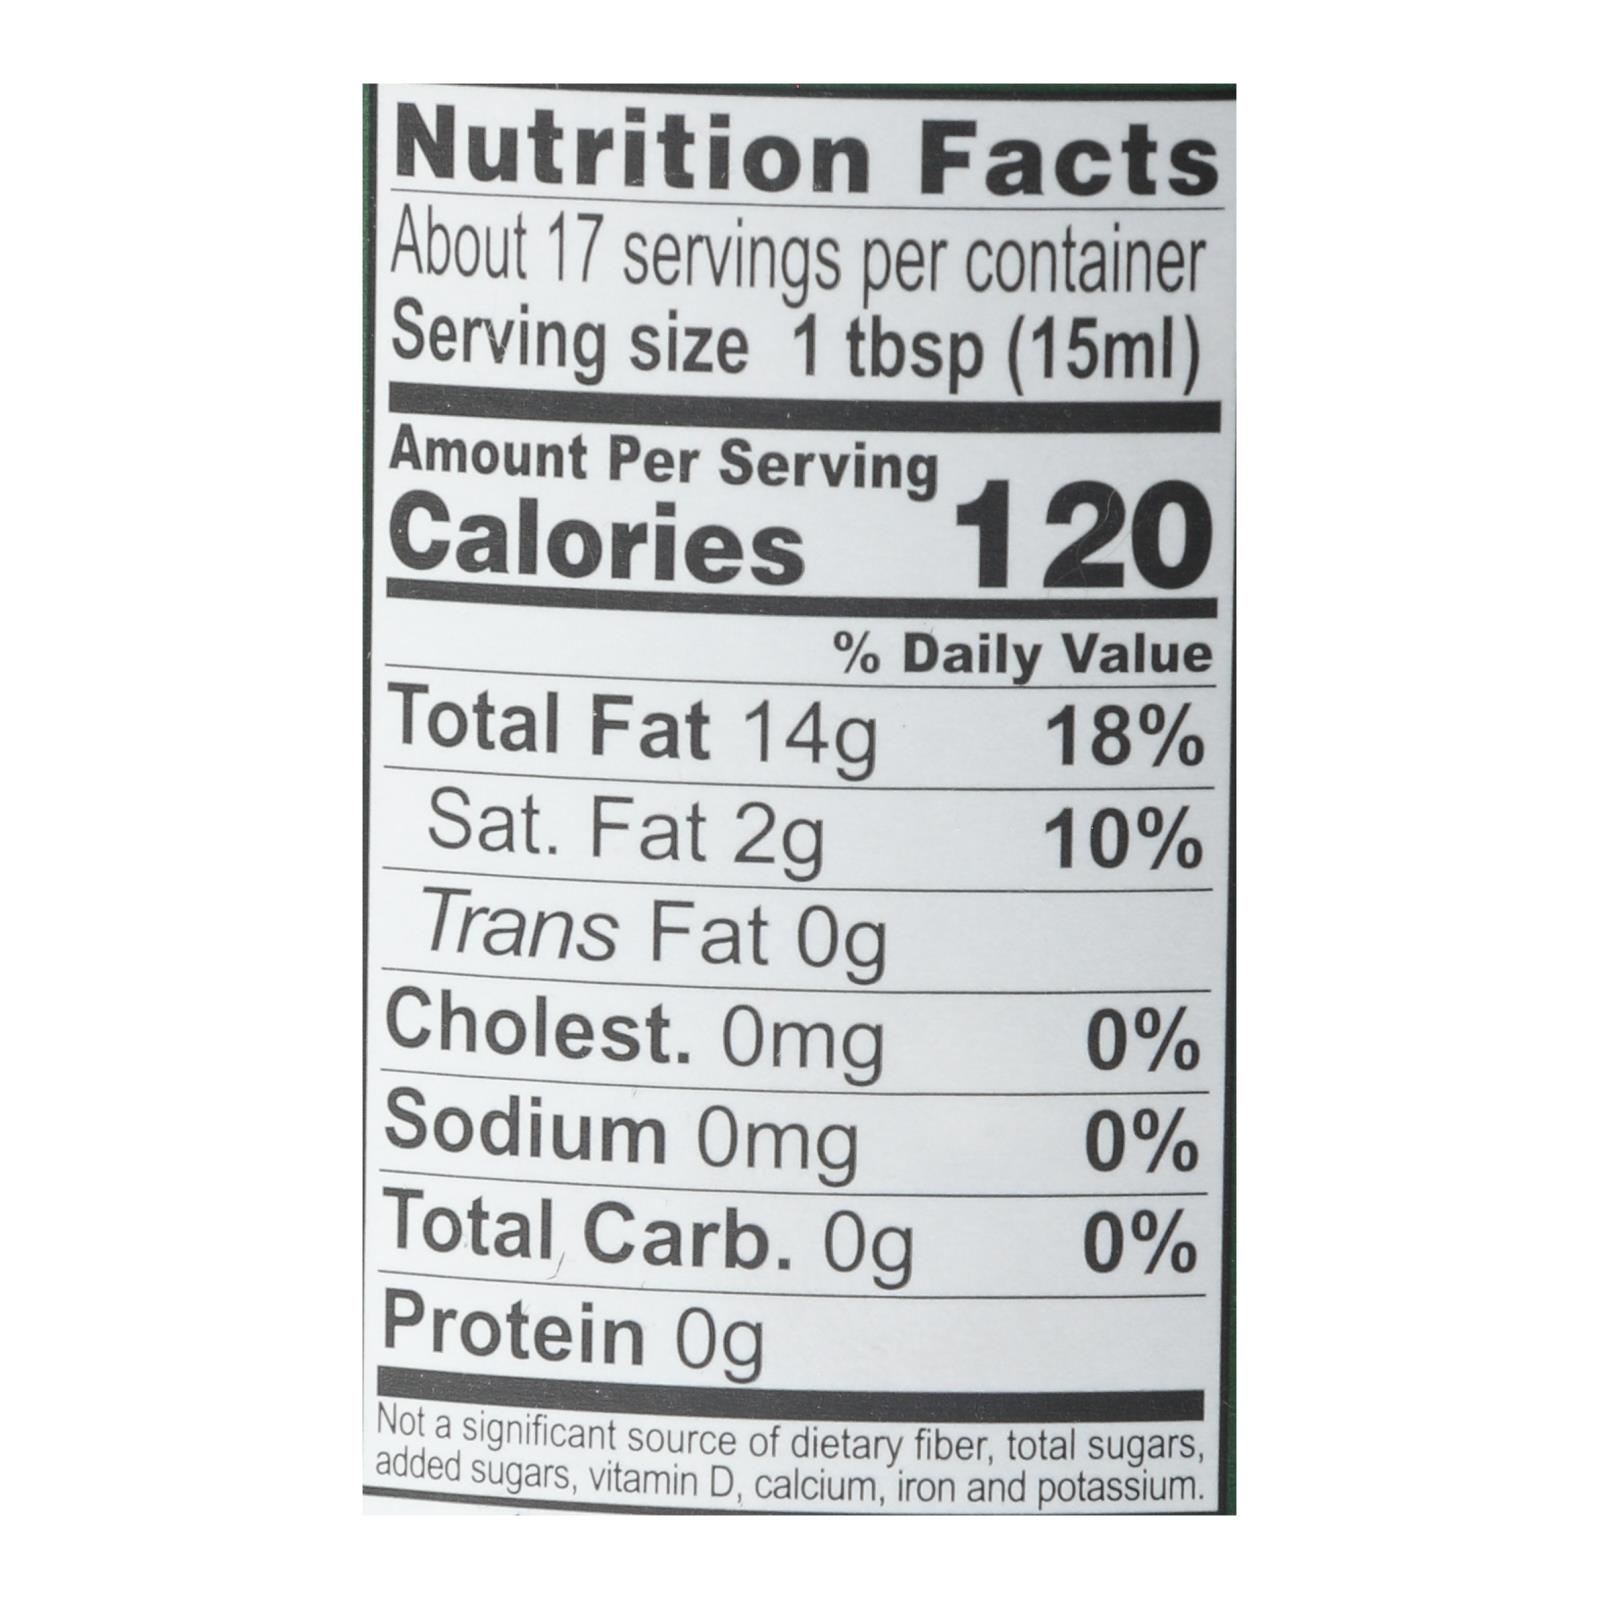 Nutrition Facts
About 17 servings per container
Serving size 1 tbsp (15ml)
Amount Per Serving
Calories 120
% Daily Value
Total Fat 14g 18%
Sat. Fat 2g 10%
Trans Fat 0g
Cholest. 0mg 0%
Sodium 0mg 0%
Total Carb. 0g 0%
Protein 0g
Not a significant source of dietary fiber, total sugars,
added sugars, vitamin D, calcium, iron and potassium.